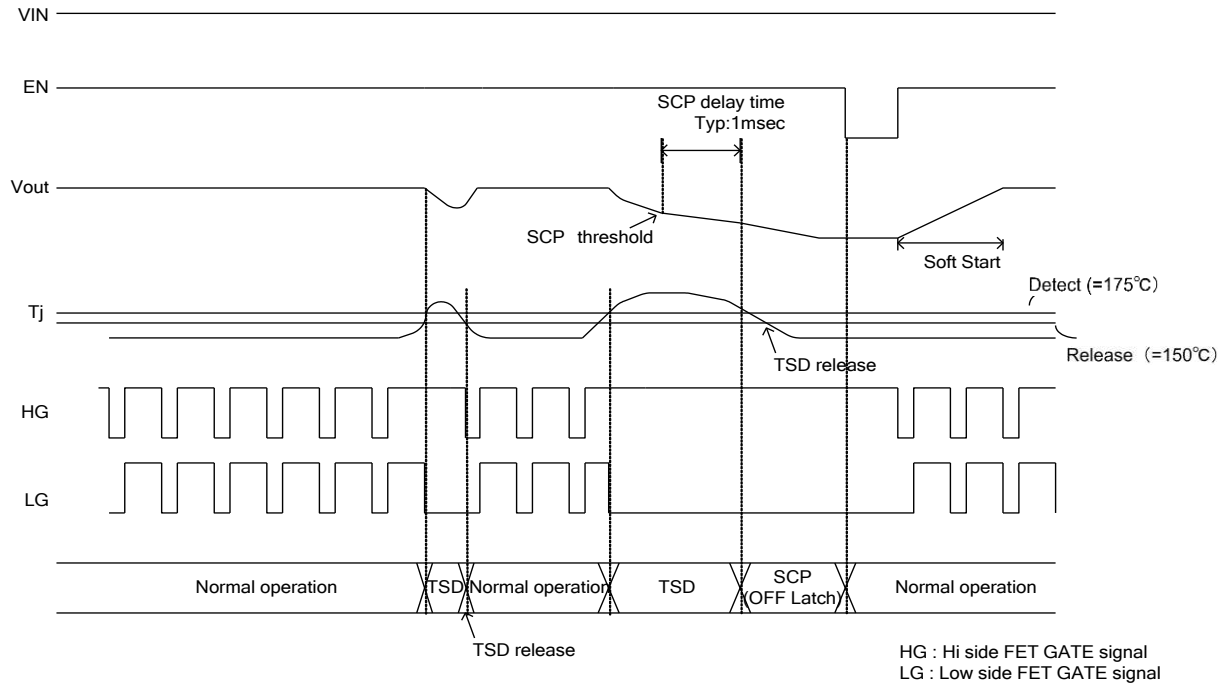 VIN
EN
SCP delay time
Typ:1msec
Vout
SCP threshold
Soft Start
Detect (=175℃)
Tj
TSD release
Release （=150℃)
HG
LG
Normal operation
TSD
Normal operation
TSD
SCP
(OFF Latch)
Normal operation
TSD release
HG : Hi side FET GATE signal
LG : Low side FET GATE signal